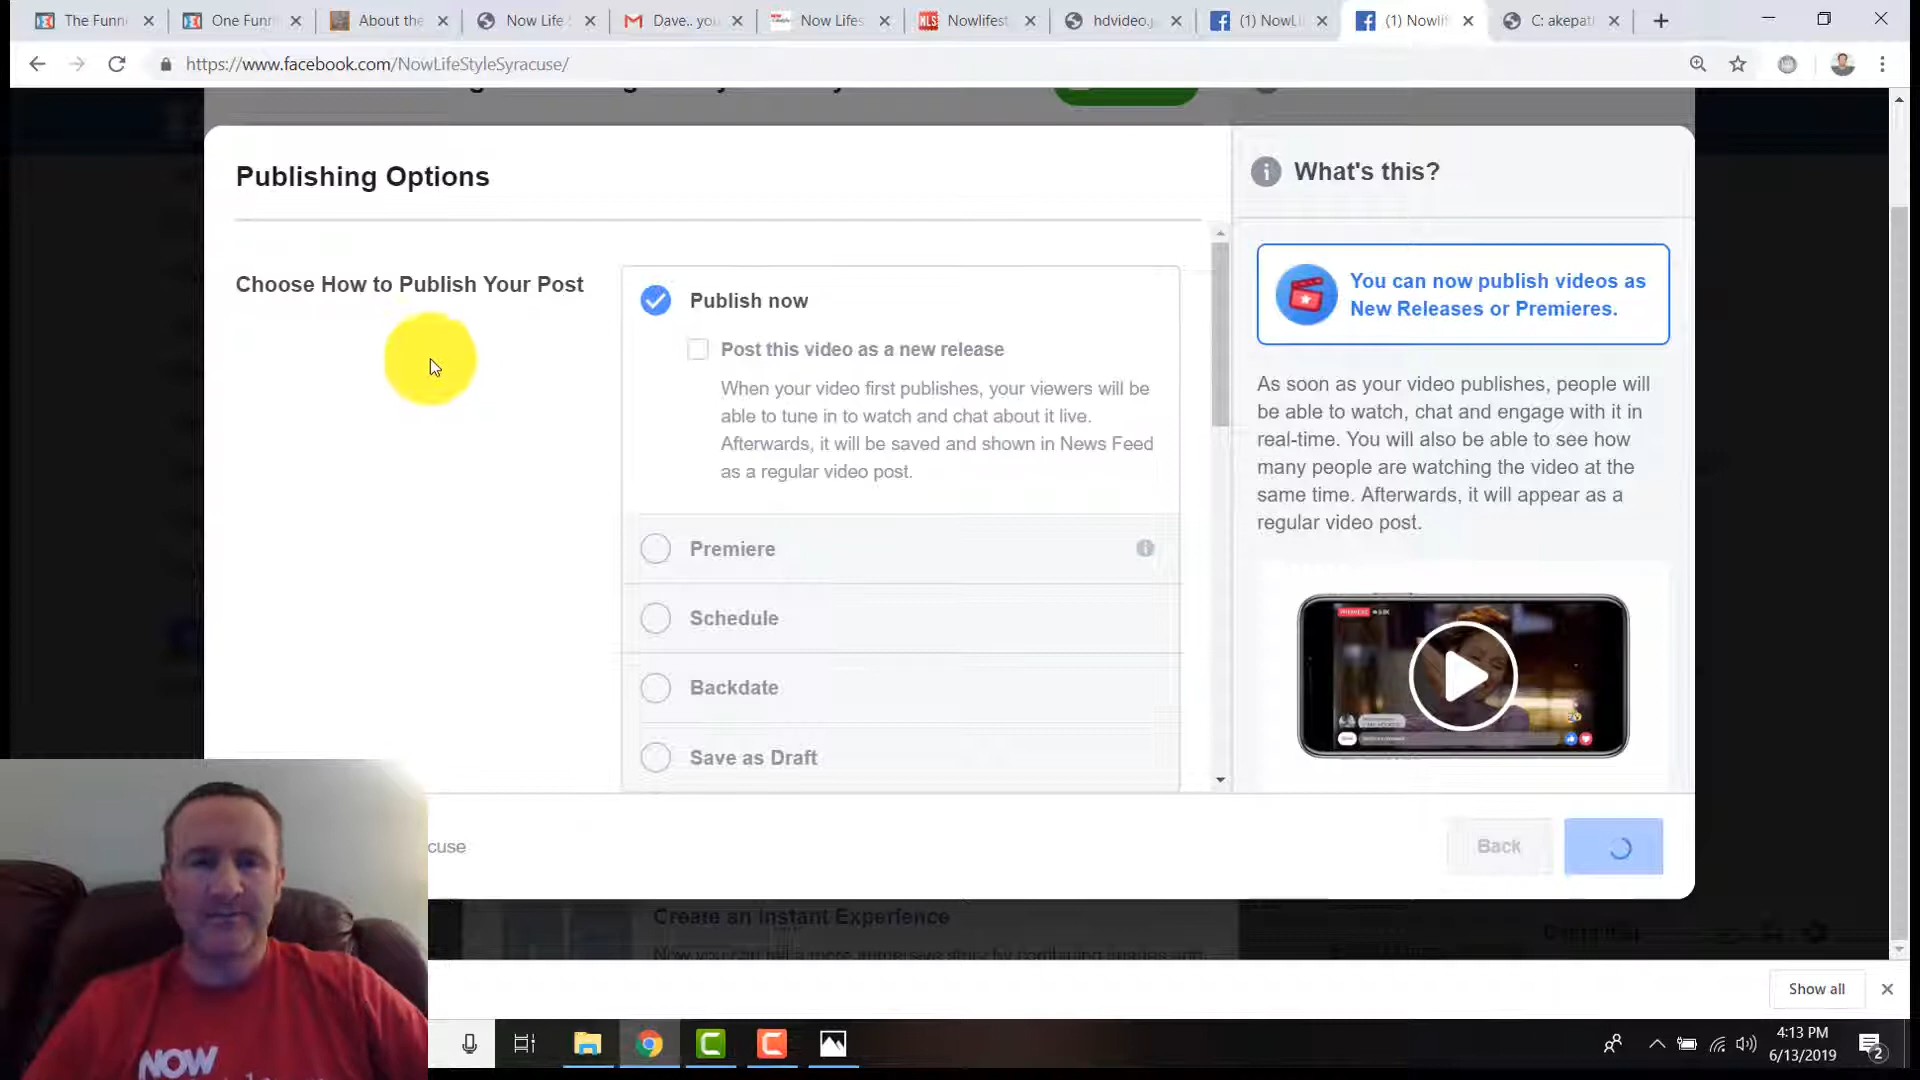 The Funn
One Funn
About the
Now Life
Dave.. yo
Now Lifes
Nowlifest
hdvideo.
(1) NowL
(1) Nowli
C: akepat
https://www.facebook.com/NowLifeStyleSyracuse/
Publishing Options
What's this?
Choose How to Publish Your Post
Publish now
Post this video as a new release
When your video first publishes, your viewers will be
able to tune in to watch and chat about it live.
Afterwards, it will be saved and shown in News Feed
as a regular video post.
Premiere
Schedule
Backdate
Save as Draft
You can now publish videos as
New Releases or Premieres.
As soon as your video publishes, people will
be able to watch, chat and engage with it in
real-time. You will also be able to see how
many people are watching the video at the
same time. Afterwards, it will appear as a
regular video post.
PREMIERE
cuse
Back
Create an Instant Experience
Show all
NOW
4:13 PM
6/13/2019
2